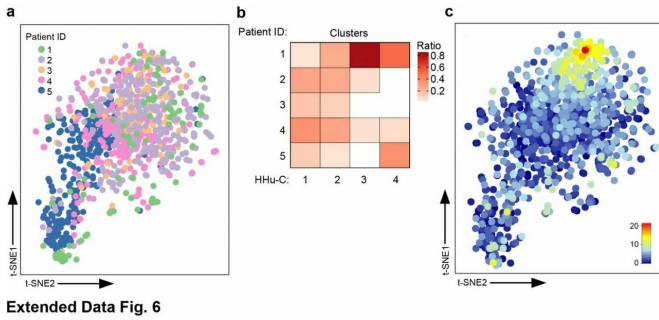 a
Patient ID
1
2
3
4
5
t-SNE1
t-SNE2
b
Patient ID:
Clusters
1
2
3
4
5
HHu-C:
1 2 3 4
Ratio
0.8
0.6
0.4
0.2
c
20
10
0
t-SNE1
t-SNE2
Extended Data Fig. 6